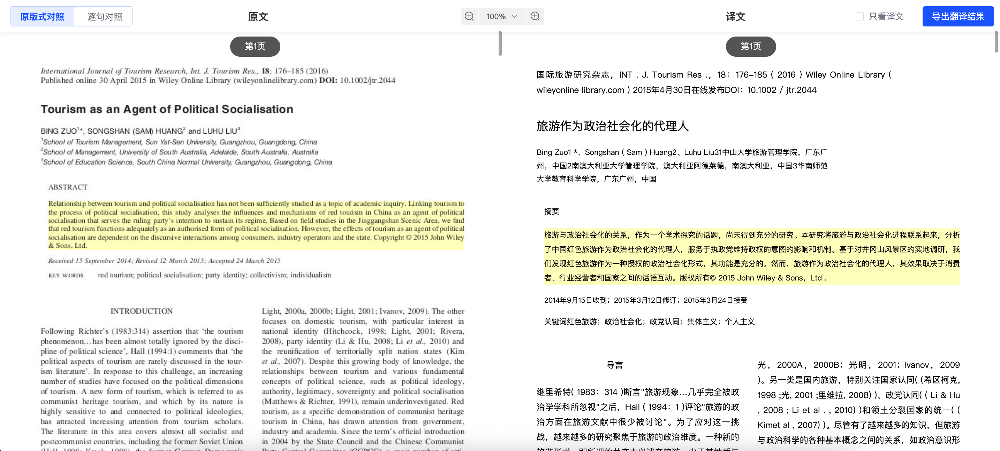 原版式对照
逐句对照
原文
100%
译文
只看译文
导出翻译结果
第1页
International Journal of Tourism Research, Int. J. Tourism Res., 18: 176–185 (2016)
Published online 30 April 2015 in Wiley Online Library (wileyonlinelibrary.com) DOI: 10.1002/jtr.2044
Tourism as an Agent of Political Socialisation
BING ZUO1*, SONGSHAN (SAM) HUANG2 and LUHU LIU3
1School of Tourism Management, Sun Yat-Sen University, Guangzhou, Guangdong, China
2School of Management, University of South Australia, Adelaide, South Australia, Australia
3School of Education Science, South China Normal University, Guangzhou, Guangdong, China
ABSTRACT
Relationship between tourism and political socialisation has not been sufficiently studied as a topic of academic inquiry. Linking tourism to
the process of political socialisation, this study analyses the influences and mechanisms of red tourism in China as an agent of political
socialisation that serves the ruling party's intention to sustain its regime. Based on field studies in the Jinggangshan Scenic Area, we find
that red tourism functions adequately as an authorised form of political socialisation. However, the effects of tourism as an agent of political
socialisation are dependent on the discursive interactions among consumers, industry operators and the state. Copyright © 2015 John Wiley
& Sons, Ltd.
Received 15 September 2014; Revised 12 March 2015; Accepted 24 March 2015
KEY WORDS red tourism; political socialisation; party identity; collectivism; individualism
INTRODUCTION
Following Richter's (1983:314) assertion that 'the tourism
phenomenon…has been almost totally ignored by the disci-
pline of political science', Hall (1994:1) comments that 'the
political aspects of tourism are rarely discussed in the tour-
ism literature'. In response to this challenge, an increasing
number of studies have focused on the political dimensions
of tourism. A new form of tourism, which is referred to as
communist heritage tourism, and which by its nature is
highly sensitive to and connected to political ideologies,
has attracted increasing attention from tourism scholars.
The literature in this area covers almost all socialist and
postcommunist countries, including the former Soviet Union
Light, 2000a, 2000b; Light, 2001; Ivanov, 2009). The other
focuses on domestic tourism, with particular interest in
national identity (Hitchcock, 1998; Light, 2001; Rivera,
2008), party identity (Li & Hu, 2008; Li et al., 2010) and
the reunification of territorially split nation states (Kim
et al., 2007). Despite this growing body of knowledge, the
relationships between tourism and various fundamental
concepts of political science, such as political ideology,
authority, legitimacy, sovereignty and political socialisation
(Matthews & Richter, 1991), remain underinvestigated. Red
tourism, as a specific demonstration of communist heritage
tourism in China, has drawn attention from government,
industry and academia. Since the term's official introduction
in 2004 by the State Council and the Chinese Communist
第1页
国际旅游研究杂志，INT . J. Tourism Res .，18：176–185 ( 2016 ) Wiley Online Library (
wileyonline library.com ) 2015年4月30日在线发布DOI：10.1002 / jtr.2044
旅游作为政治社会化的代理人
Bing Zuo1 *、Songshan ( Sam ) Huang2、Luhu Liu31中山大学旅游管理学院，广东广
州，中国2南澳大利亚大学管理学院，澳大利亚阿德莱德，南澳大利亚，中国3华南师范
大学教育科学学院，广东广州，中国
摘要
旅游与政治社会化的关系，作为一个学术探究的话题，尚未得到充分的研究。本研究将旅游与政治社会化进程联系起来，分析
了中国红色旅游作为政治社会化的代理人，服务于执政党维持政权的意图的影响和机制。基于对井冈山风景区的实地调研，我
们发现红色旅游作为一种授权的政治社会化形式，其功能是充分的。然而，旅游作为政治社会化的代理人，其效果取决于消费
者、行业经营者和国家之间的话语互动。版权所有© 2015 John Wiley & Sons，Ltd .
2014年9月15日收到；2015年3月12日修订；2015年3月24日接受
关键词红色旅游；政治社会化；政党认同；集体主义；个人主义
导言
继里希特( 1983：314 )断言"旅游现象…几乎完全被政
治学学科所忽视"之后，Hall ( 1994：1 )评论"旅游的政
治方面在旅游文献中很少被讨论"。为了应对这一挑
战，越来越多的研究聚焦于旅游的政治维度。一种新的
光，2000A，2000B；光明，2001；Ivanov，2009
)。另一类是国内旅游，特别关注国家认同( (希区柯克,
1998 ;光, 2001 ;里维拉, 2008) )、政党认同( ( Li & Hu
, 2008 ; Li et al . , 2010) )和领土分裂国家的统一( (
Kimet al , 2007) )。尽管有了越来越多的知识，但旅游
与政治科学的各种基本概念之间的关系，如政治意识形